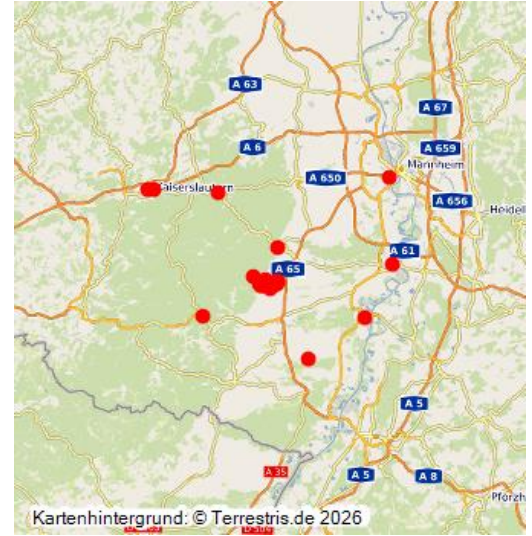 A 63
A 67
A 6
A 659
Mannheim
A 650
Kaiserslautern
A 656
Heidel
A 61
A 65
A 5
A 35
A 5
A 8
Pforzh
Kartenhintergrund: © Terrestris.de 2026